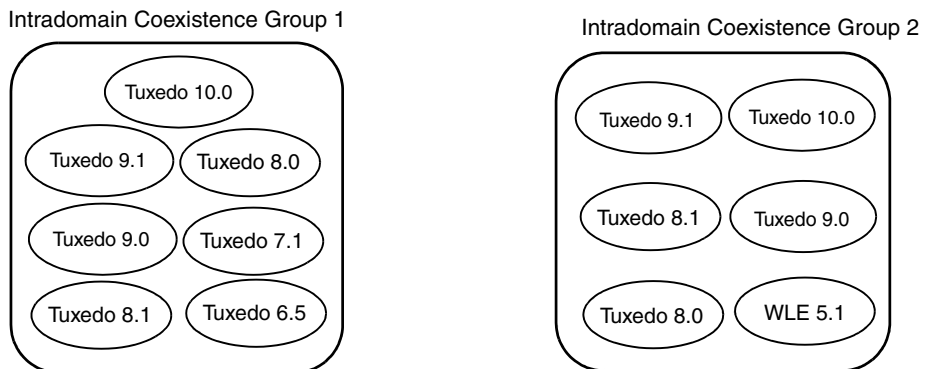 Intradomain Coexistence Group 1
Tuxedo 10.0
Tuxedo 9.1
Tuxedo 8.0
Tuxedo 9.0
Tuxedo 7.1
Tuxedo 8.1
Tuxedo 6.5
Intradomain Coexistence Group 2
Tuxedo 9.1
Tuxedo 10.0
Tuxedo 8.1
Tuxedo 9.0
Tuxedo 8.0
WLE 5.1